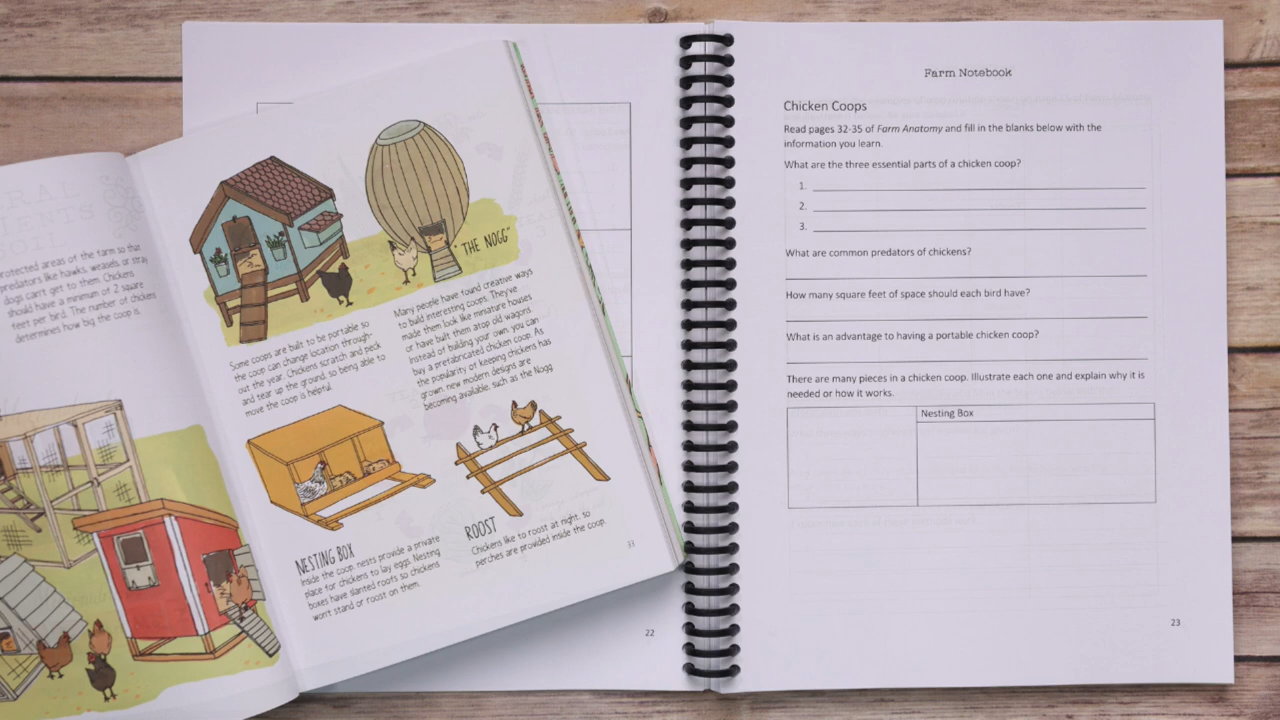 rotected areas of the farm so that
predators like hawks, weasels, or stray
dogs can't get to them. Chickens
should have a minimum of 2 square
feet per bird. The number of chickens
determines how big the coop is.
"THE NOGG"
Some coops are built to be portable so
the coop can change location through-
out the year. Chickens scratch and peck
and tear up the ground, so being able to
move the coop is helpful.
Many people have found creative ways
to build interesting coops. They've
made them look like miniature houses
or have built them atop old wagons.
Instead of building your own, you can
buy a prefabricated chicken coop. As
the popularity of keeping chickens has
grown, new modern designs are
becoming available, such as the Nogg.
NESTING BOX
Inside the coop, nests provide a private
place for chickens to lay eggs. Nesting
boxes have slanted roofs so chickens
won't stand or roost on them.
ROOST
Chickens like to roost at night, so
perches are provided inside the coop.
33
22
Farm Notebook
Chicken Coops
Read pages 32-35 of Farm Anatomy and fill in the blanks below with the
information you learn.
What are the three essential parts of a chicken coop?
1.
2.
3.
What are common predators of chickens?
How many square feet of space should each bird have?
What is an advantage to having a portable chicken coop?
There are many pieces in a chicken coop. Illustrate each one and explain why it is
needed or how it works.
Nesting Box
23